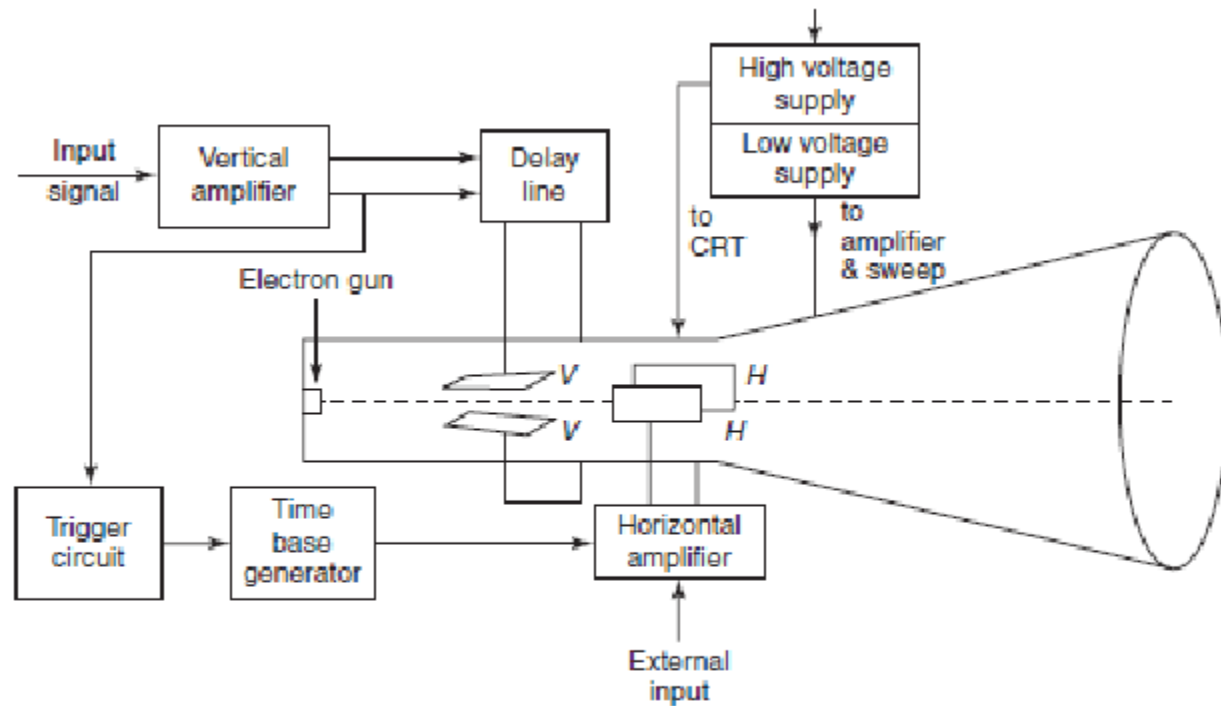 High voltage
supply
Low voltage
supply
Input
signal
Vertical
amplifier
Delay
line
to
CRT
to
amplifier
& sweep
Electron gun
V
V
H
H
Trigger
circuit
Time
base
generator
Horizontal
amplifier
External
input